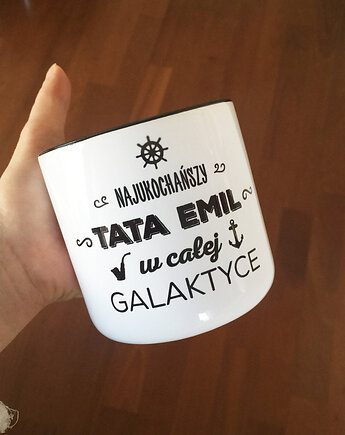 NAJUKOCHAŃSZY
TATA EMIL
w całej
GALAKTYCE